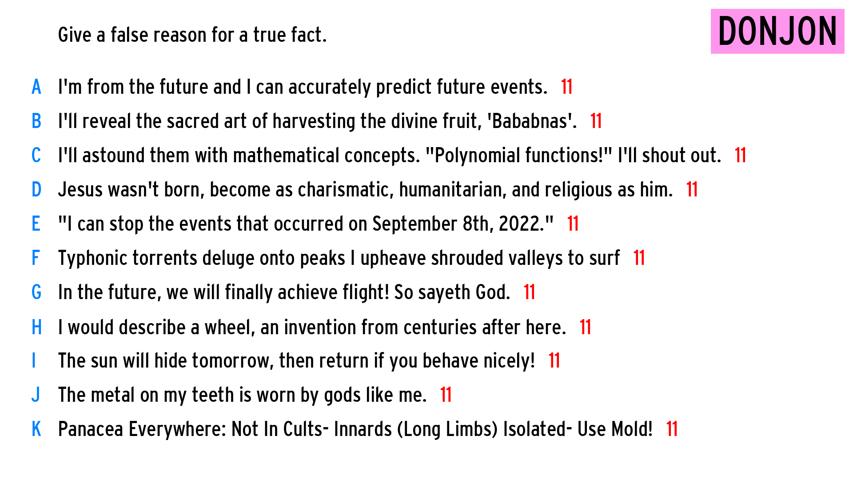 Give a false reason for a true fact.
DONJON
A I'm from the future and I can accurately predict future events. 11
B I'll reveal the sacred art of harvesting the divine fruit, 'Bababnas'. 11
C I'll astound them with mathematical concepts. "Polynomial functions!" I'll shout out. 11
D Jesus wasn't born, become as charismatic, humanitarian, and religious as him. 11
E "I can stop the events that occurred on September 8th, 2022." 11
F Typhonic torrents deluge onto peaks I upheave shrouded valleys to surf 11
G In the future, we will finally achieve flight! So sayeth God. 11
H I would describe a wheel, an invention from centuries after here. 11
I The sun will hide tomorrow, then return if you behave nicely! 11
J The metal on my teeth is worn by gods like me. 11
K Panacea Everywhere: Not In Cults- Innards (Long Limbs) Isolated- Use Mold! 11